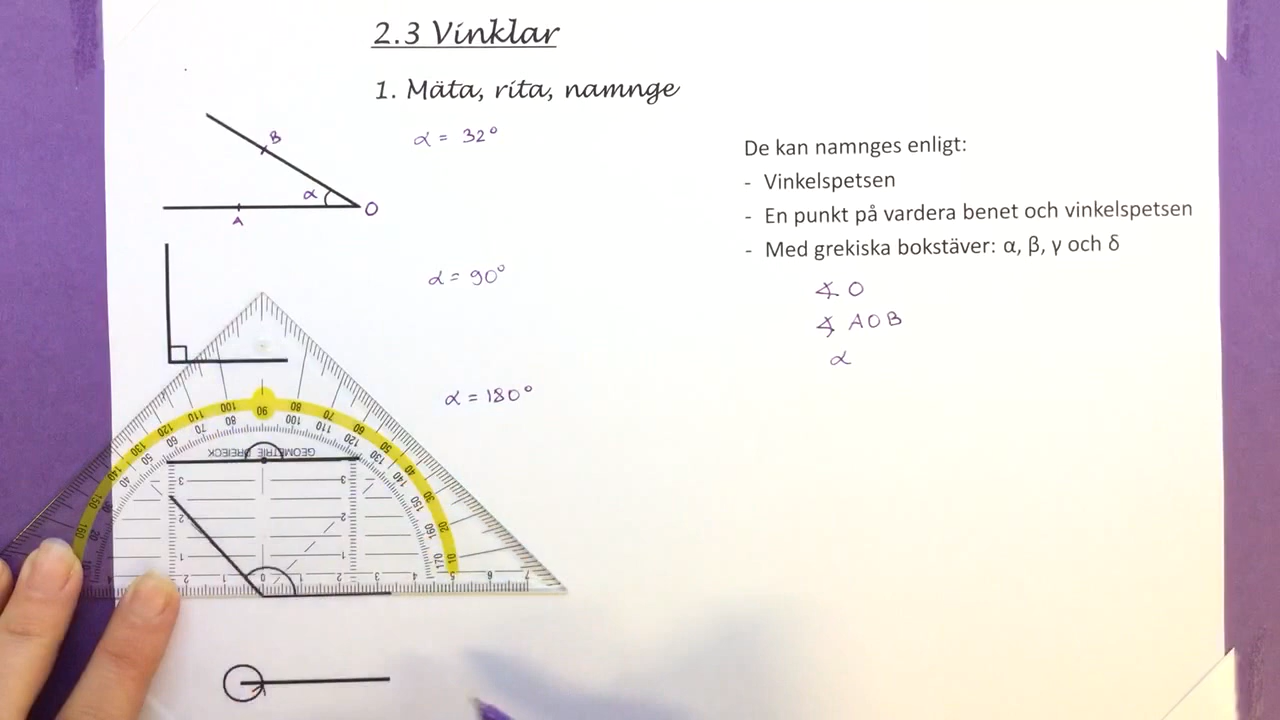 2.3 Vinklar
1. Mäta, rita, namnge
α = 32°
B
α
O
A
De kan namnges enligt:
- Vinkelspetsen
- En punkt på vardera benet och vinkelspetsen
- Med grekiska bokstäver: α, β, γ och δ
α = 90°
∢ O
∢ AOB
α
α = 180°
GEOMETRIE DREIECK